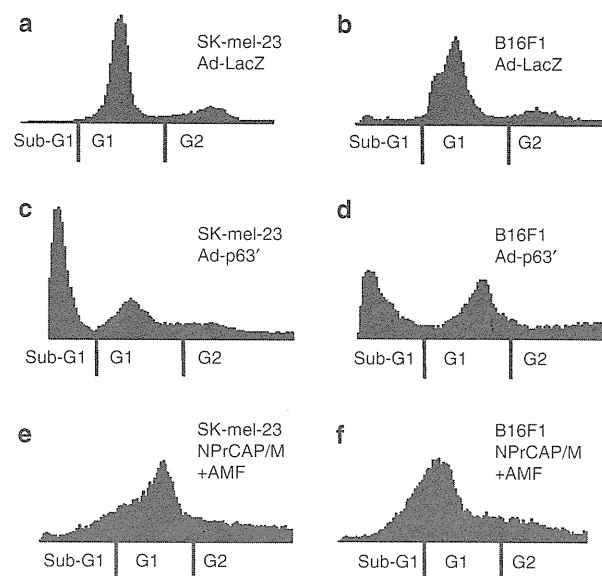 a
SK-mel-23
Ad-LacZ
Sub-G1 G1 G2
b
B16F1
Ad-LacZ
Sub-G1 G1 G2
c
SK-mel-23
Ad-p63′
Sub-G1 G1 G2
d
B16F1
Ad-p63′
Sub-G1 G1 G2
e
SK-mel-23
NPrCAP/M
+AMF
Sub-G1 G1 G2
f
B16F1
NPrCAP/M
+AMF
Sub-G1 G1 G2